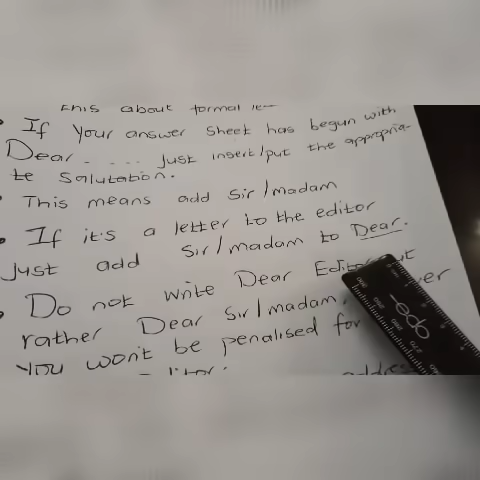 this about formal
• If Your answer Sheet has begun with
Dear - . . . . Just insert/put the appropria-
te Salutation.
• This means add Sir/madam
• If it's a letter to the editor
Just add Sir/madam to Dear.
• Do not write Dear
rather Dear Sir/madam,
You won't be penalised for